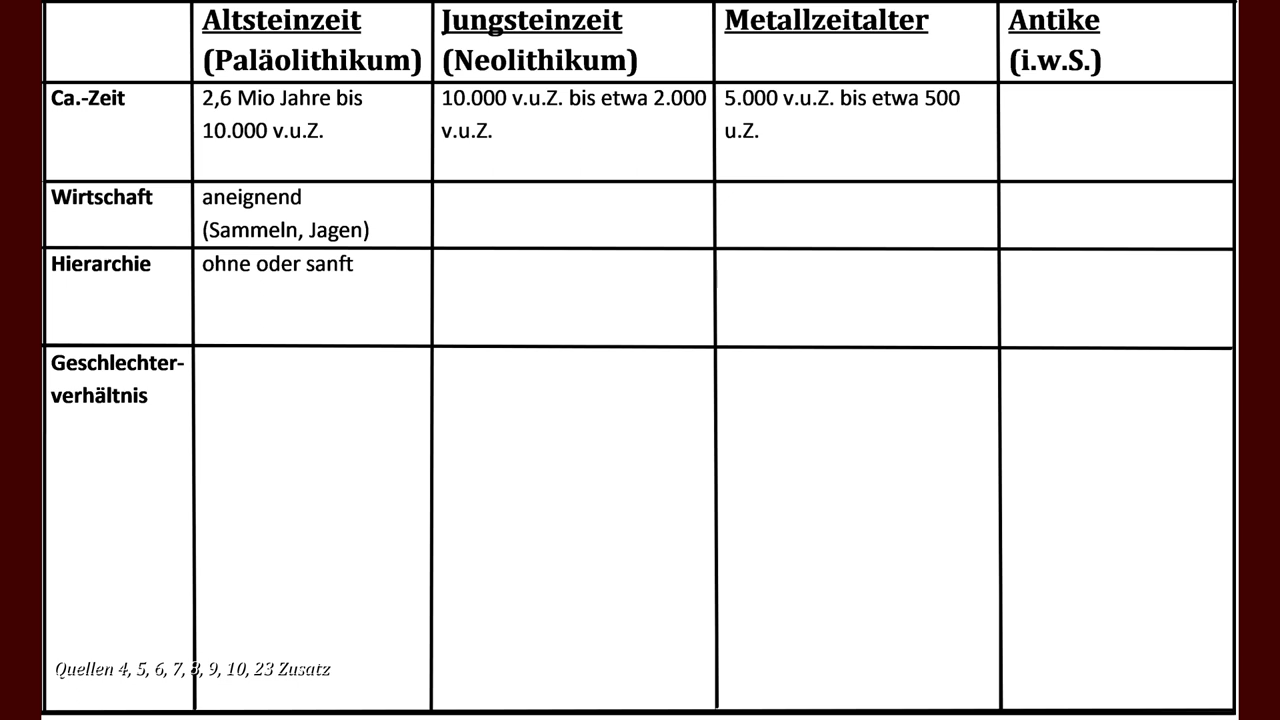 Altsteinzeit
(Paläolithikum)
Jungsteinzeit
(Neolithikum)
Metallzeitalter
Antike
(i.w.S.)
Ca.-Zeit
2,6 Mio Jahre bis
10.000 v.u.Z.
10.000 v.u.Z. bis etwa 2.000
v.u.Z.
5.000 v.u.Z. bis etwa 500
u.Z.
Wirtschaft
aneignend
(Sammeln, Jagen)
Hierarchie
ohne oder sanft
Geschlechter-
verhältnis
Quellen 4, 5, 6, 7, 8, 9, 10, 23 Zusatz